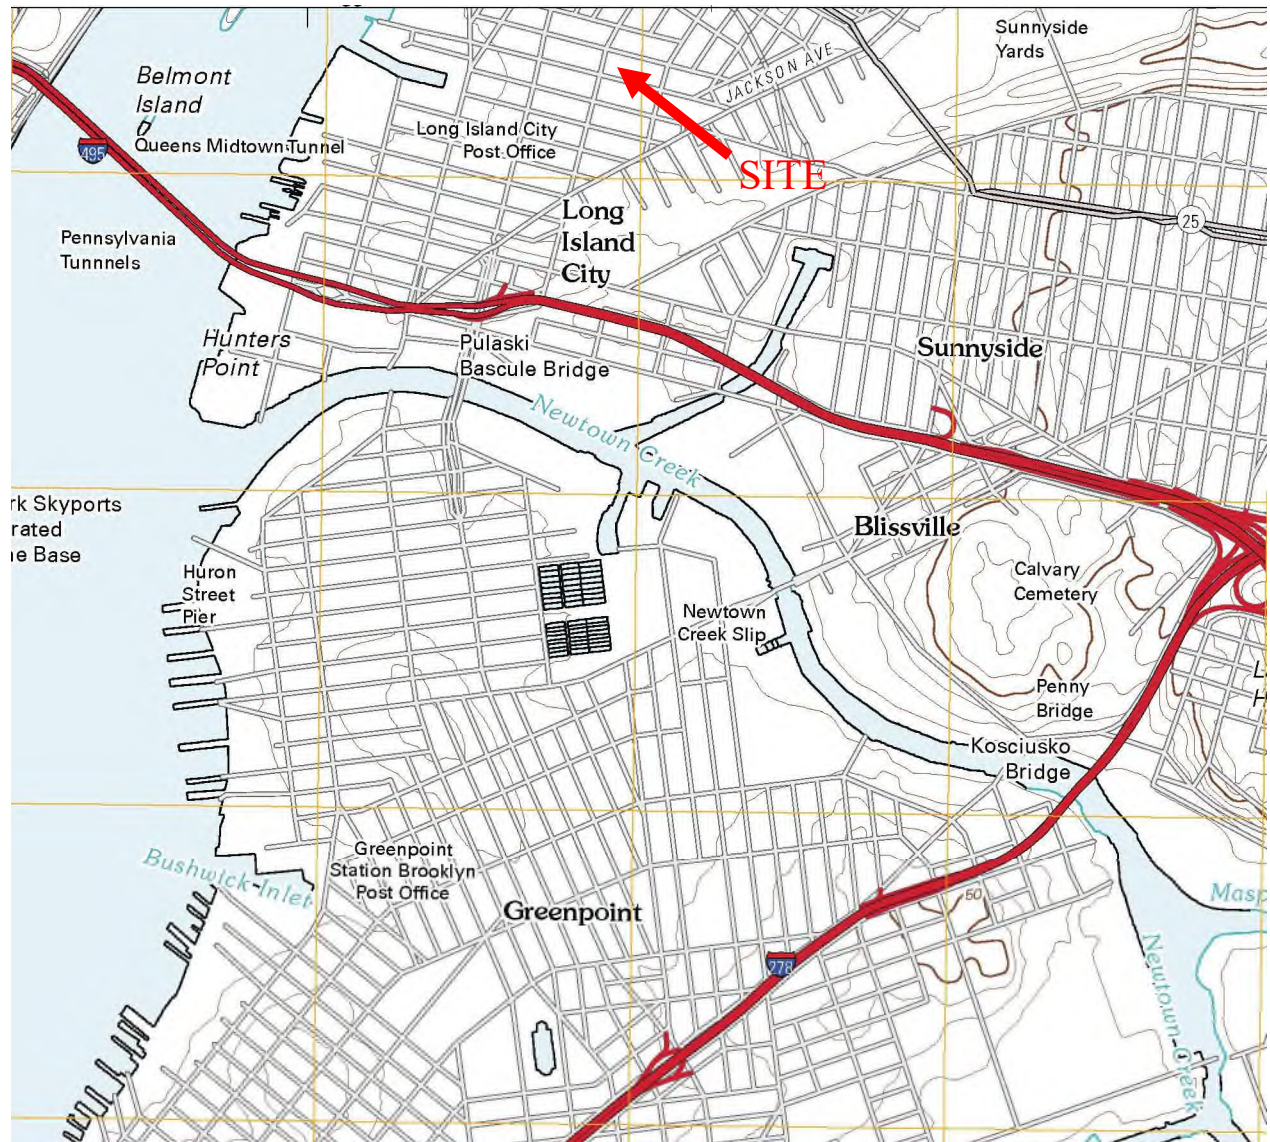 Sunnyside
Yards
JACKSON AVE
Belmont
Island
495
Queens Midtown Tunnel
Long Island City
Post Office
SITE
25
Pennsylvania
Tunnnels
Long
Island
City
Hunters
Point
Pulaski
Bascule Bridge
Sunnyside
Newtown Creek
rk Skyports
rated
ne Base
Blissville
Huron
Street
Pier
Calvary
Cemetery
Newtown
Creek Slip
Penny
Bridge
Kosciusko
Bridge
L
H
Bushwick Inlet
Greenpoint
Station Brooklyn
Post Office
Greenpoint
50
Masp
278
Newtown Creek